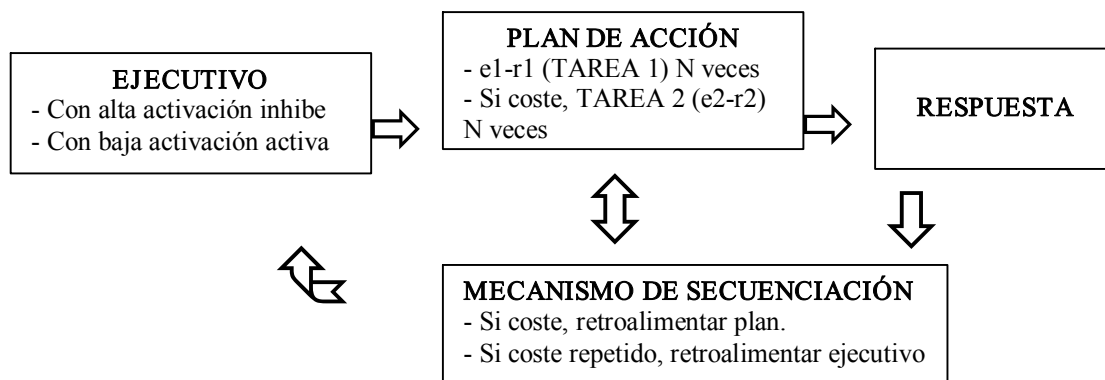 EJECUTIVO
- Con alta activación inhibe
- Con baja activación activa
PLAN DE ACCIÓN
- e1-r1 (TAREA 1) N veces
- Si coste, TAREA 2 (e2-r2)
N veces
RESPUESTA
MECANISMO DE SECUENCIACIÓN
- Si coste, retroalimentar plan.
- Si coste repetido, retroalimentar ejecutivo